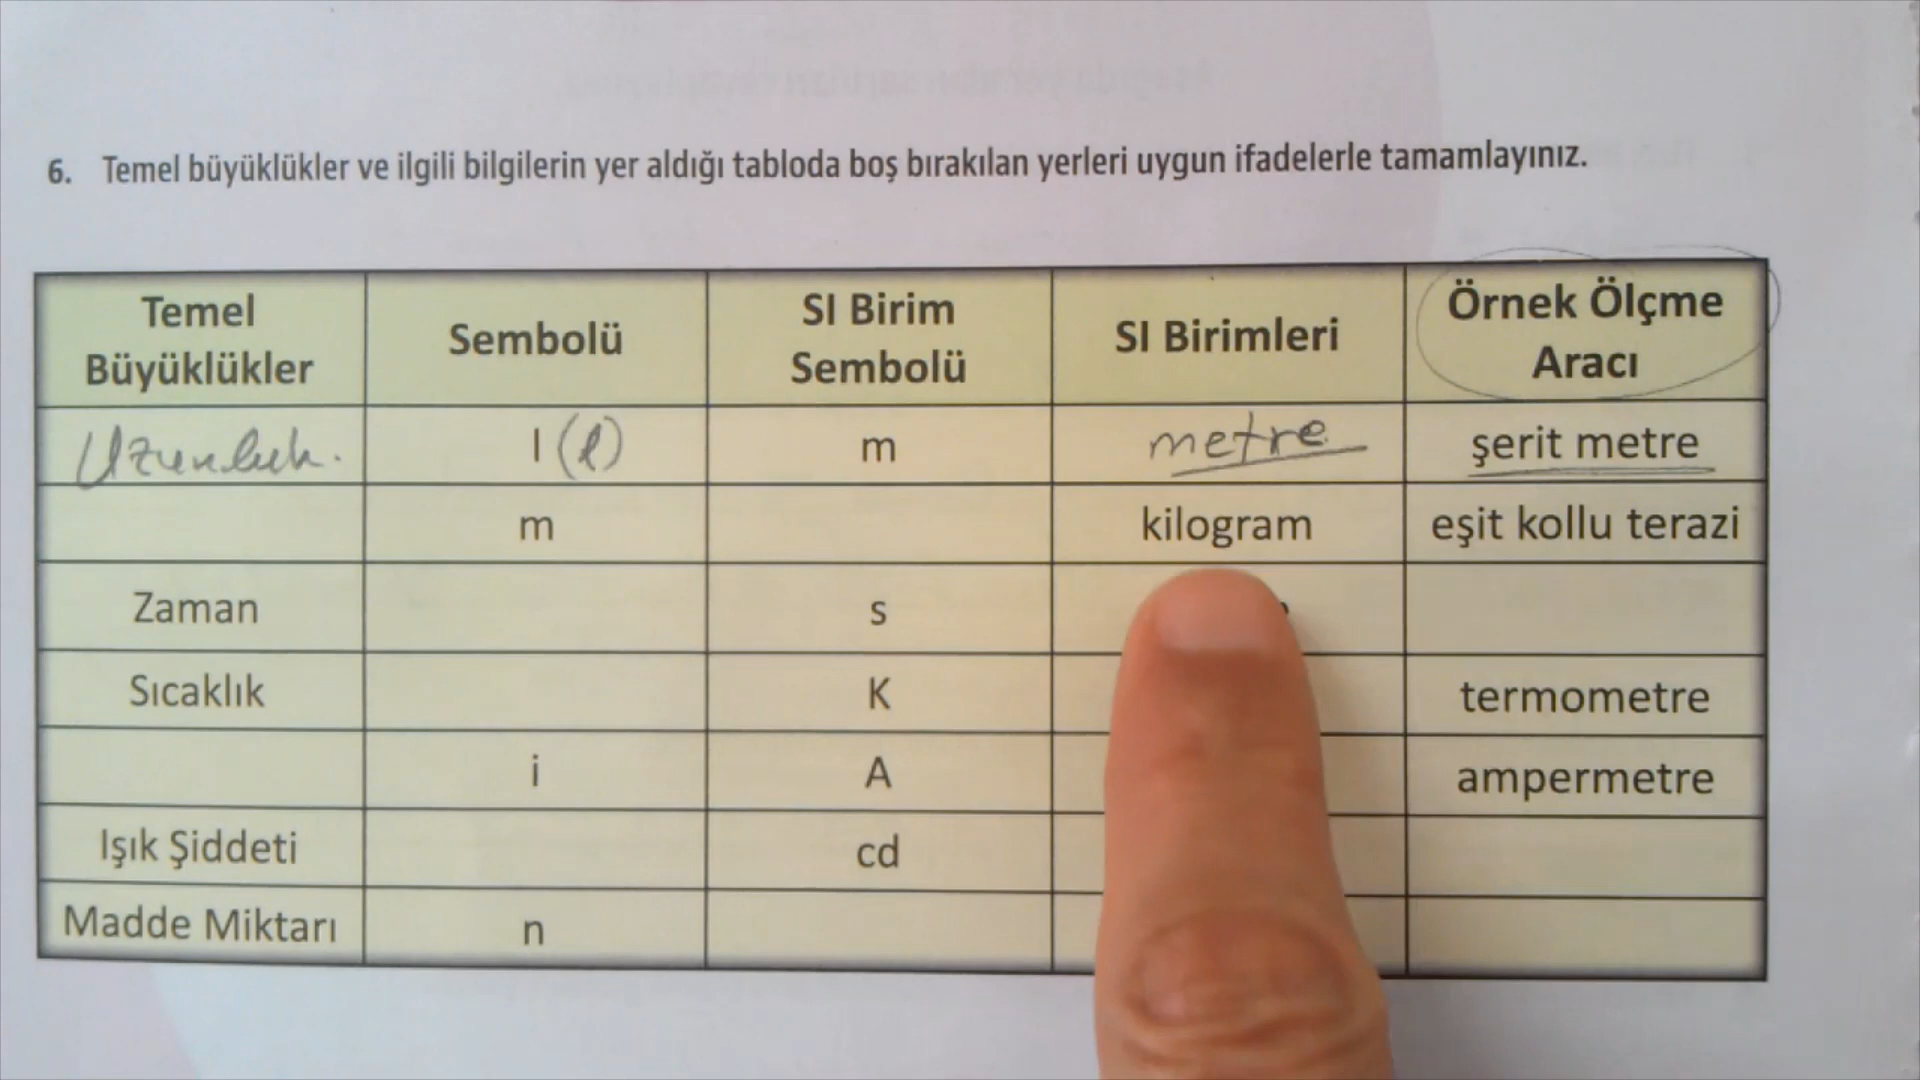 6. Temel büyüklükler ve ilgili bilgilerin yer aldığı tabloda boş bırakılan yerleri uygun ifadelerle tamamlayınız.
Temel Büyüklükler | Sembolü | SI Birim Sembolü | SI Birimleri | Örnek Ölçme Aracı
Uzunluk. | l (l) | m | metre | şerit metre
m | kilogram | eşit kollu terazi
Zaman | s
Sıcaklık | K | termometre
i | A | ampermetre
Işık Şiddeti | cd
Madde Miktarı | n